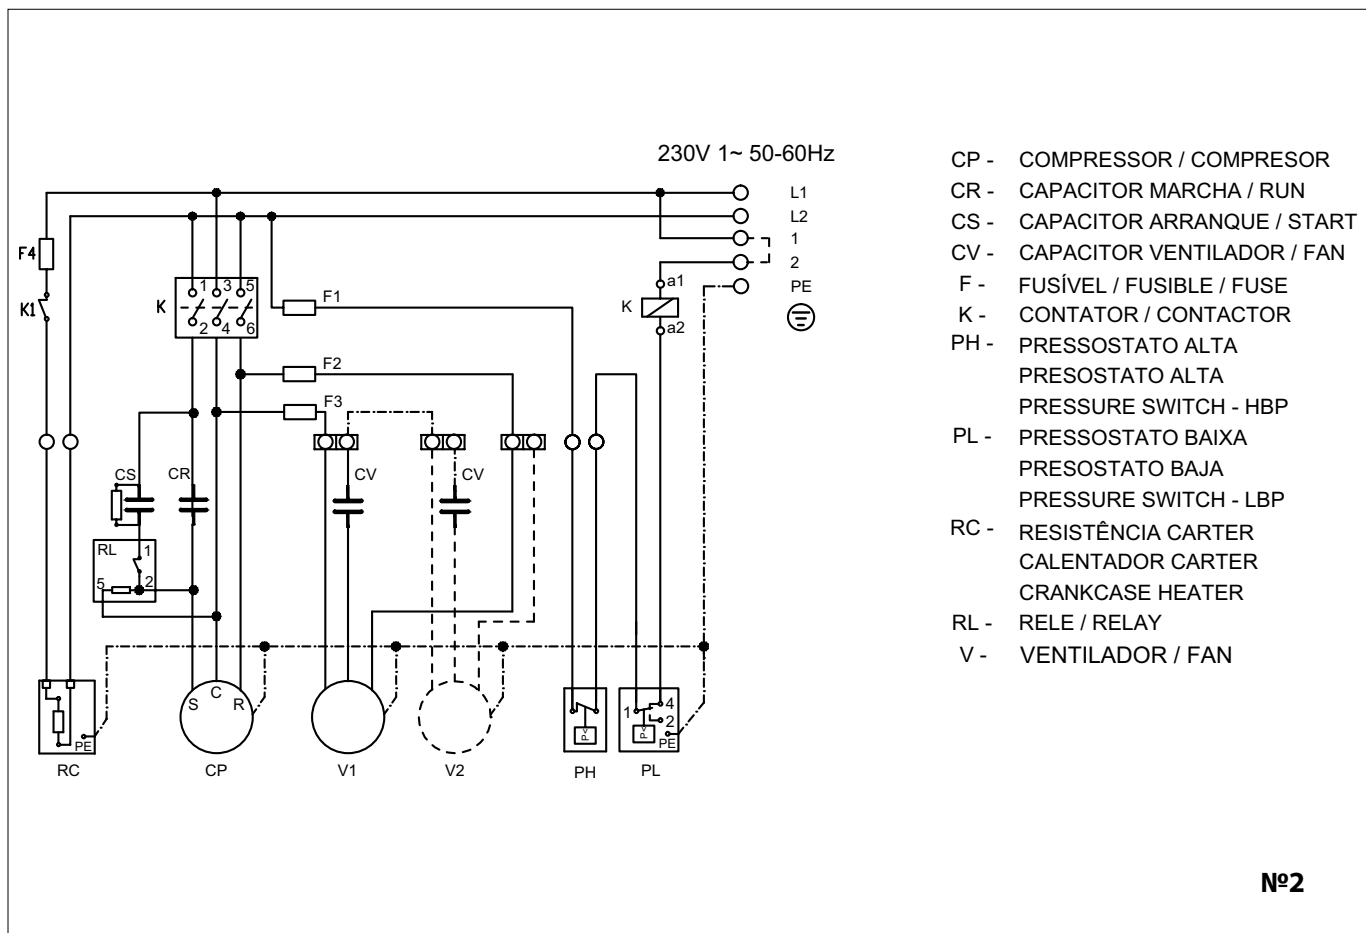 230V 1~ 50-60Hz
L1
L2
1
2
PE
F4
K1
K
1 3 5
2 4 6
F1
F2
F3
K
a1
a2
CS
CR
CV
CV
RL
1
5
2
S
C
R
PE
P<
P<
1
4
2
PE
RC
CP
V1
V2
PH
PL
CP - COMPRESSOR / COMPRESOR
CR - CAPACITOR MARCHA / RUN
CS - CAPACITOR ARRANQUE / START
CV - CAPACITOR VENTILADOR / FAN
F - FUSÍVEL / FUSIBLE / FUSE
K - CONTATOR / CONTACTOR
PH - PRESSOSTATO ALTA
PRESOSTATO ALTA
PRESSURE SWITCH - HBP
PL - PRESSOSTATO BAIXA
PRESOSTATO BAJA
PRESSURE SWITCH - LBP
RC - RESISTÊNCIA CARTER
CALENTADOR CARTER
CRANKCASE HEATER
RL - RELE / RELAY
V - VENTILADOR / FAN
Nº2